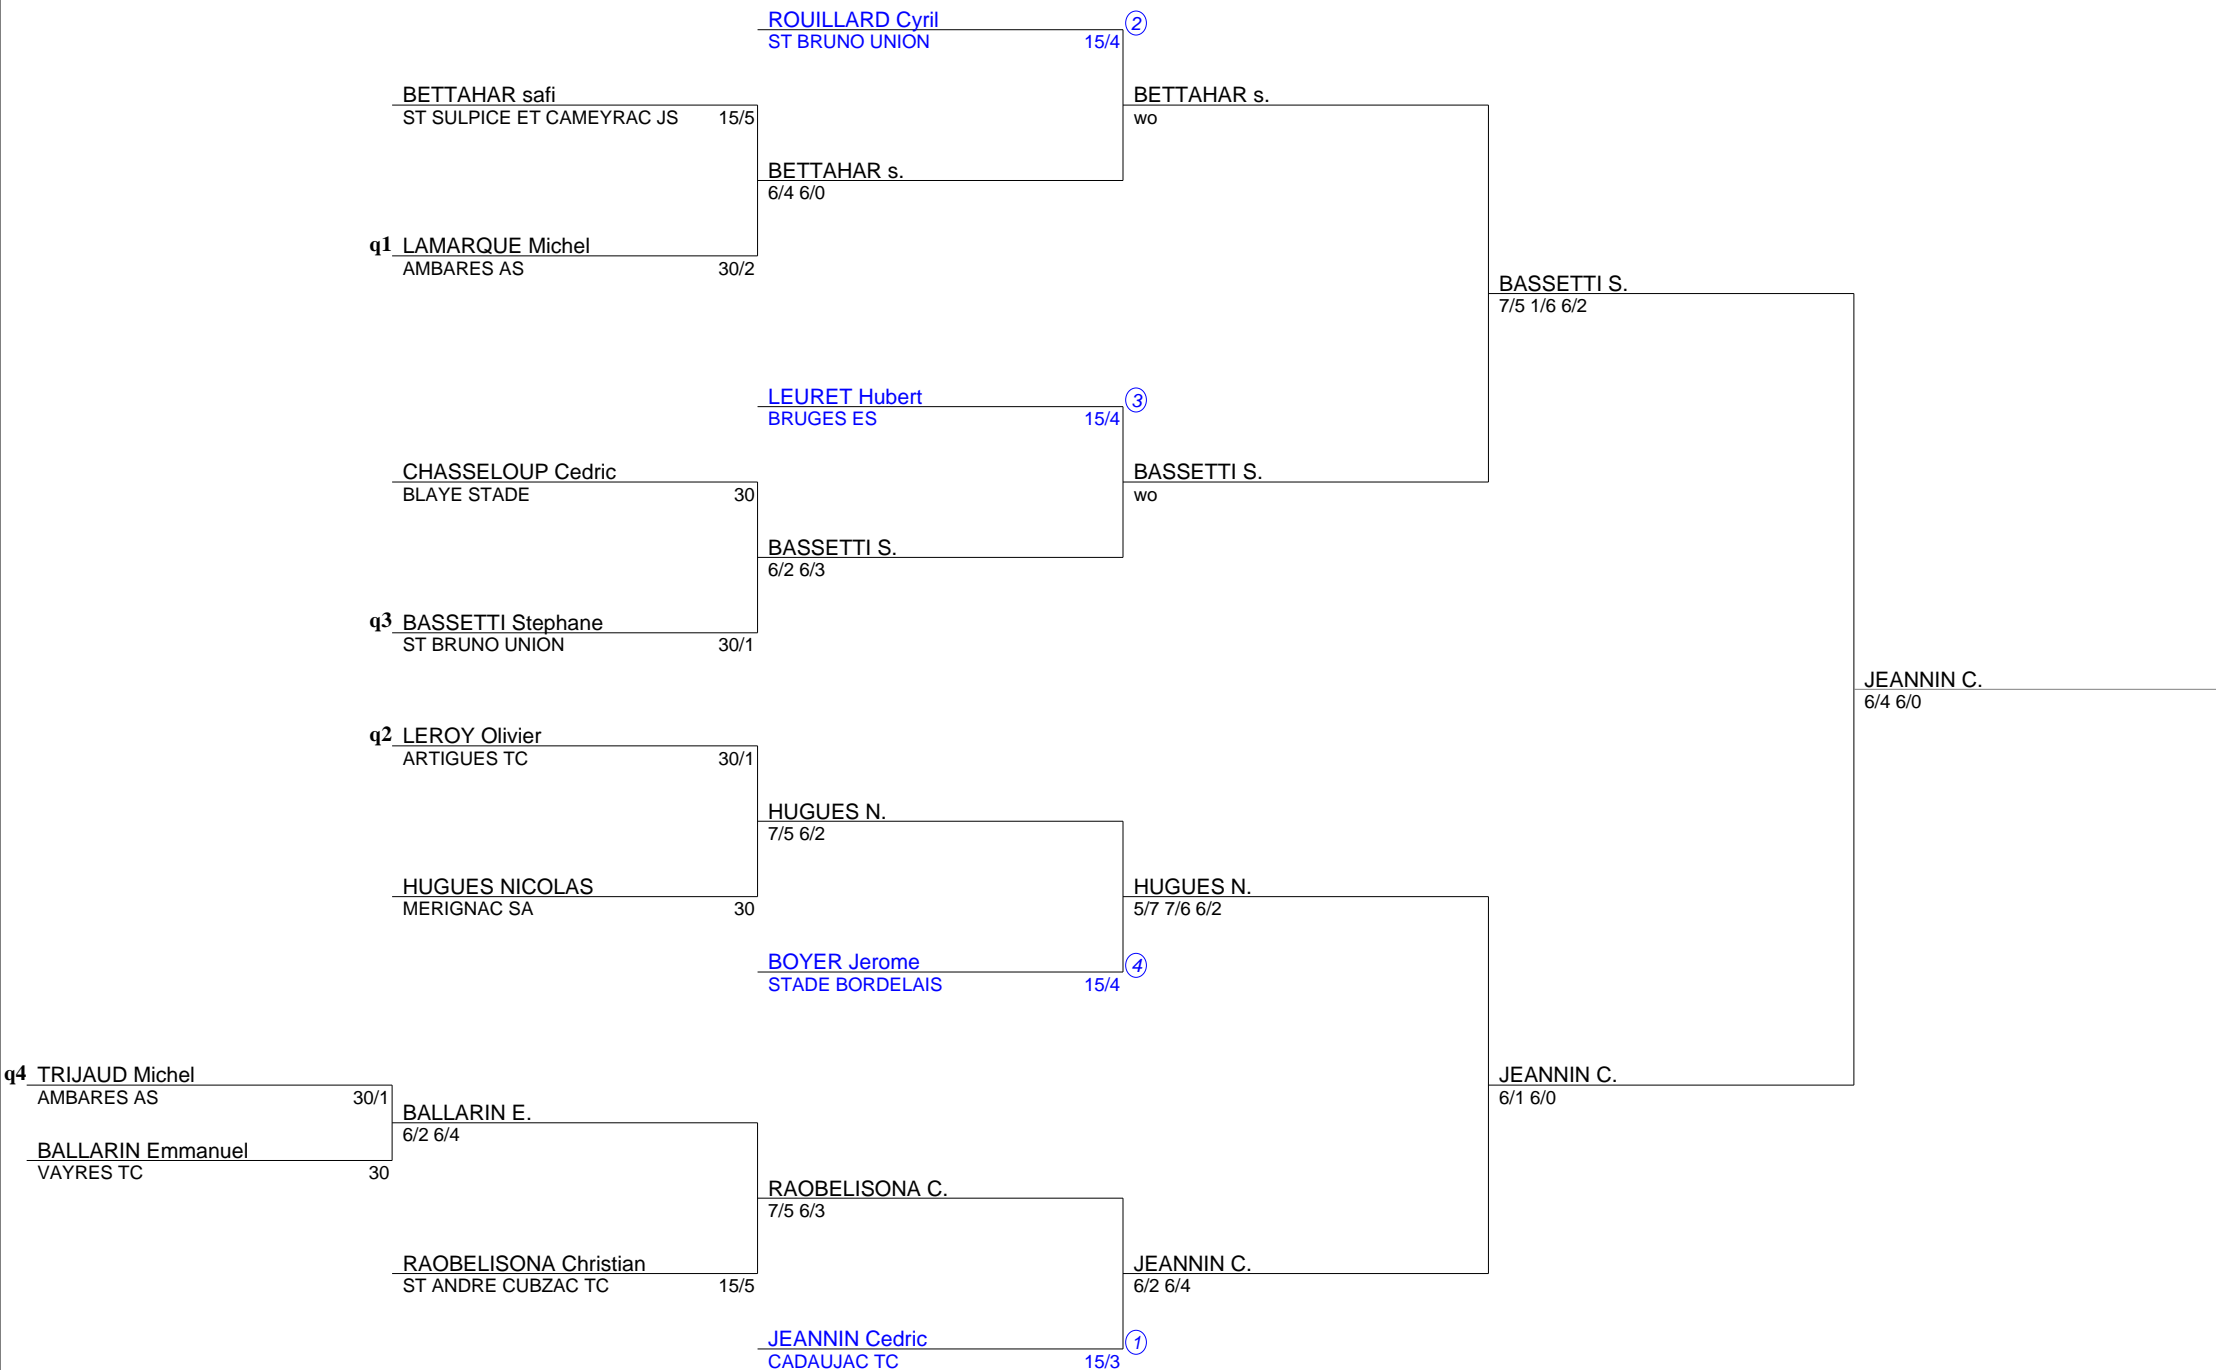 ROUILLARD Cyril 2
ST BRUNO UNION 15/4
BETTAHAR safi
ST SULPICE ET CAMEYRAC JS 15/5
BETTAHAR s.
wo
BETTAHAR s.
6/4 6/0
q1 LAMARQUE Michel
AMBARES AS 30/2
BASSETTI S.
7/5 1/6 6/2
LEURET Hubert 3
BRUGES ES 15/4
CHASSELOUP Cedric
BLAYE STADE 30
BASSETTI S.
wo
BASSETTI S.
6/2 6/3
q3 BASSETTI Stephane
ST BRUNO UNION 30/1
JEANNIN C.
6/4 6/0
q2 LEROY Olivier
ARTIGUES TC 30/1
HUGUES N.
7/5 6/2
HUGUES NICOLAS
MERIGNAC SA 30
HUGUES N.
5/7 7/6 6/2
BOYER Jerome 4
STADE BORDELAIS 15/4
q4 TRIJAUD Michel
AMBARES AS 30/1
JEANNIN C.
6/1 6/0
BALLARIN E.
6/2 6/4
BALLARIN Emmanuel
VAYRES TC 30
RAOBELISONA C.
7/5 6/3
RAOBELISONA Christian
ST ANDRE CUBZAC TC 15/5
JEANNIN C.
6/2 6/4
JEANNIN Cedric 1
CADAUJAC TC 15/3